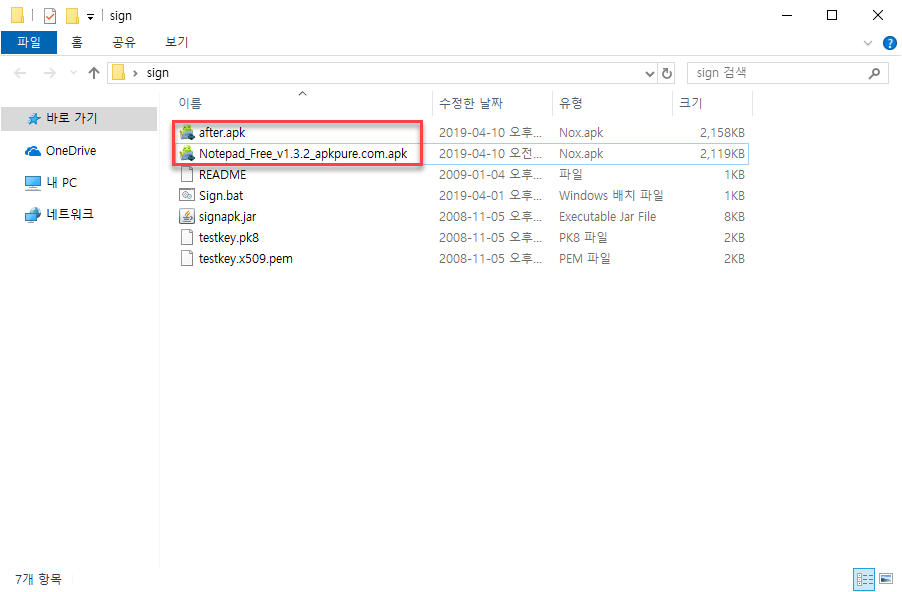 sign
파일 홈 공유 보기
sign sign 검색
이름 수정한 날짜 유형 크기
바로 가기
OneDrive
내 PC
네트워크
after.apk 2019-04-10 오후... Nox.apk 2,158KB
Notepad_Free_v1.3.2_apkpure.com.apk 2019-04-10 오전... Nox.apk 2,119KB
README 2009-01-04 오후... 파일 1KB
Sign.bat 2019-04-01 오후... Windows 배치 파일 1KB
signapk.jar 2008-11-05 오후... Executable Jar File 8KB
testkey.pk8 2008-11-05 오후... PK8 파일 2KB
testkey.x509.pem 2008-11-05 오후... PEM 파일 2KB
7개 항목